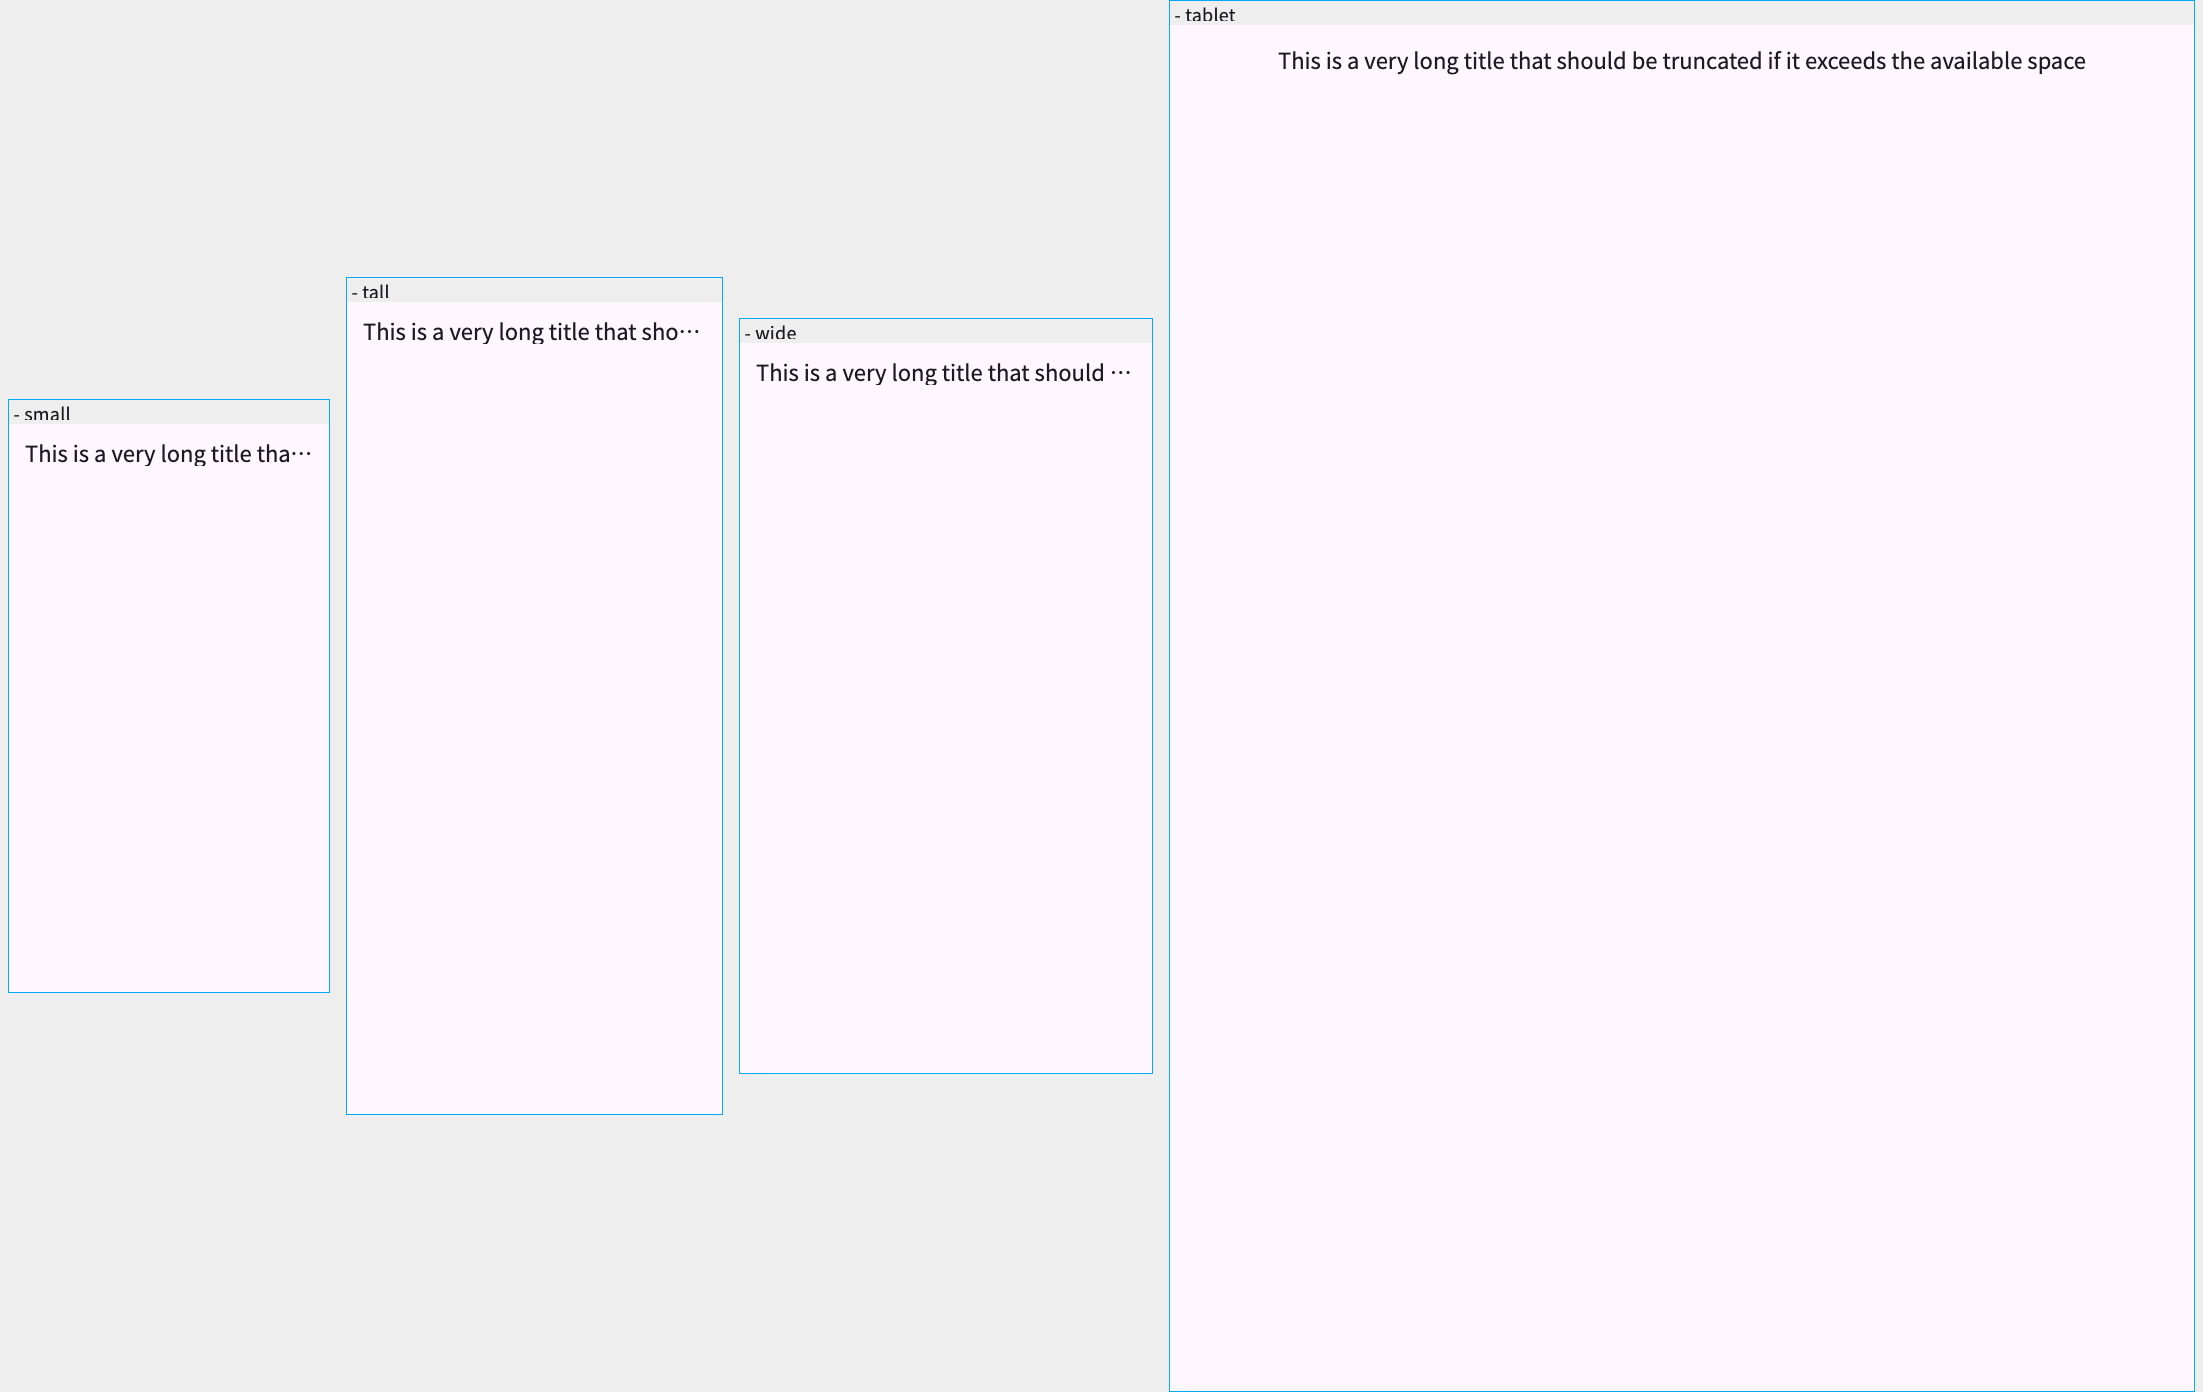 - small
This is a very long title tha…
- tall
This is a very long title that sho…
- wide
This is a very long title that should …
- tablet
This is a very long title that should be truncated if it exceeds the available space